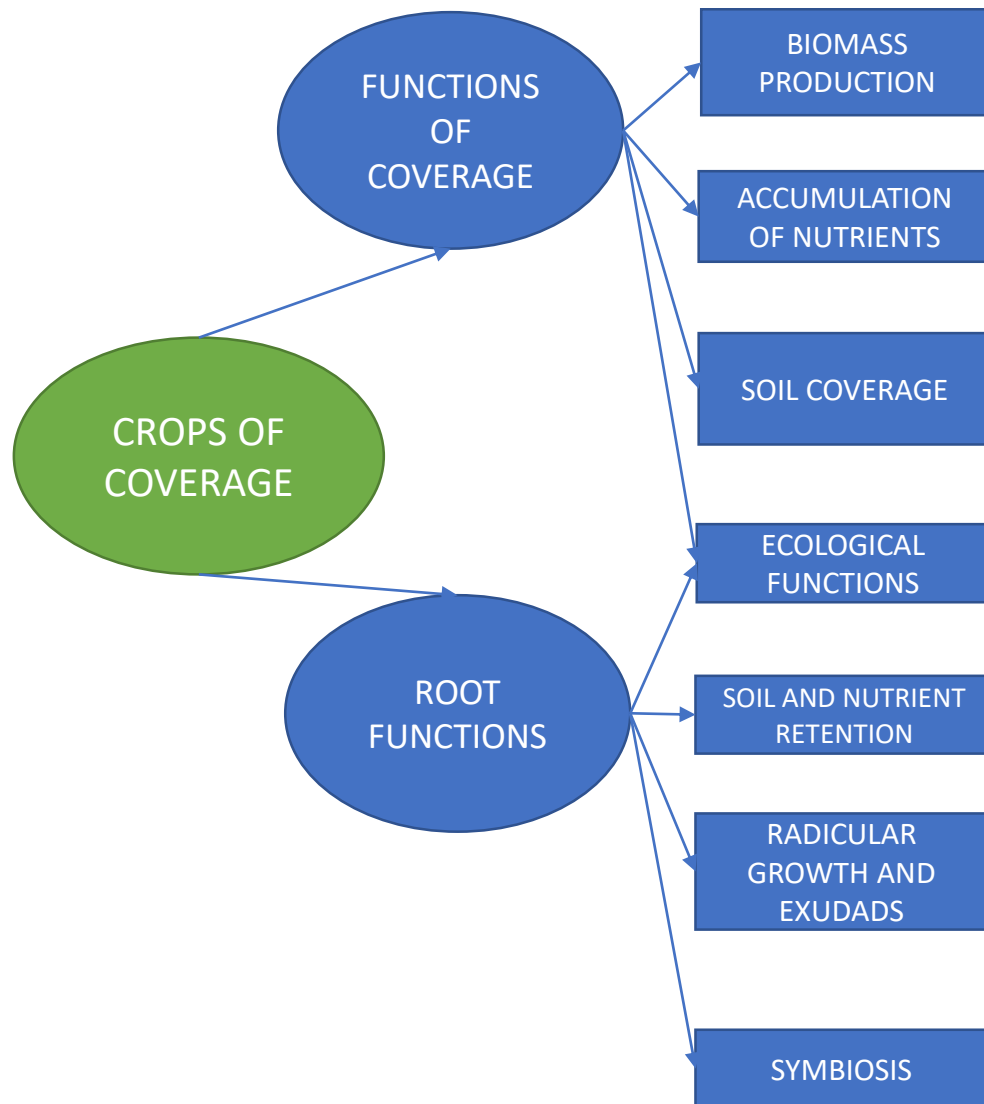 FUNCTIONS
OF
COVERAGE
BIOMASS
PRODUCTION
ACCUMULATION
OF NUTRIENTS
SOIL COVERAGE
CROPS OF
COVERAGE
ECOLOGICAL
FUNCTIONS
ROOT
FUNCTIONS
SOIL AND NUTRIENT
RETENTION
RADICULAR
GROWTH AND
EXUDADS
SYMBIOSIS